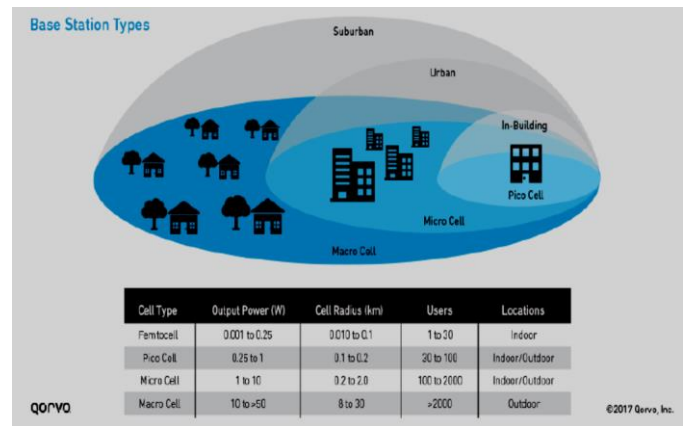 Base Station Types
Suburban
Urban
In-Building
Pico Cell
Micro Cell
Macro Cell
Cell Type Output Power (W) Cell Radius (km) Users Locations
Femtocell 0.001 to 0.25 0.010 to 0.1 1 to 30 Indoor
Pico Cell 0.25 to 1 0.1 to 0.2 30 to 100 Indoor/Outdoor
Micro Cell 1 to 10 0.2 to 2.0 100 to 2000 Indoor/Outdoor
Macro Cell 10 to >50 8 to 30 >2000 Outdoor
QORVO
©2017 Qorvo, Inc.